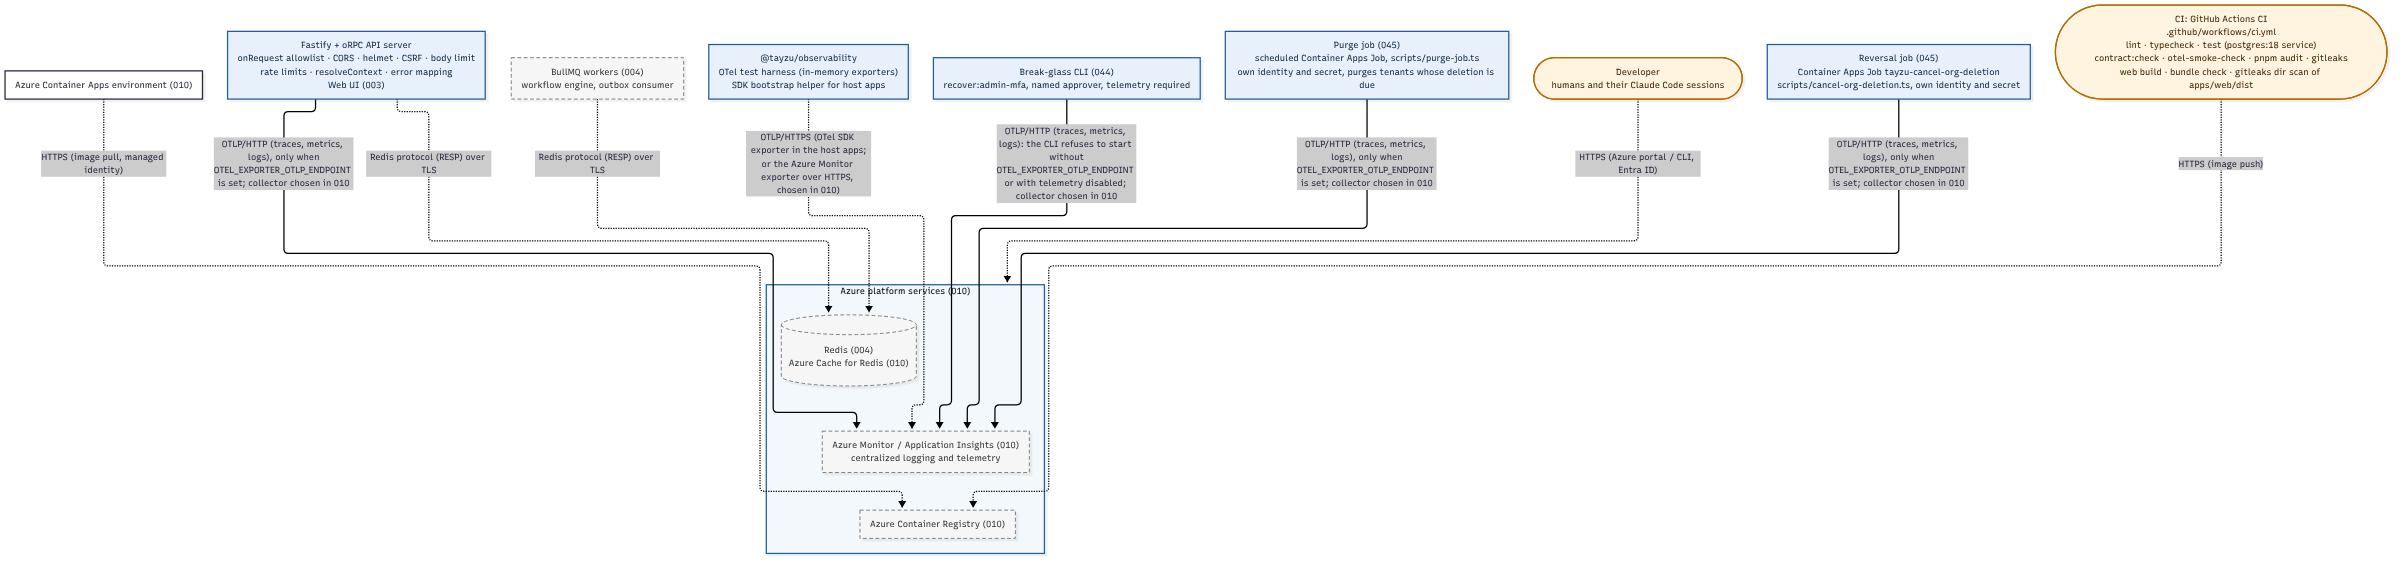 Azure Container Apps environment (010)
Fastify + oRPC API server
onRequest allowlist · CORS · helmet · CSRF · body limit
rate limits · resolveContext · error mapping
Web UI (003)
BullMQ workers (004)
workflow engine, outbox consumer
@tayzu/observability
OTel test harness (in-memory exporters)
SDK bootstrap helper for host apps
Break-glass CLI (044)
recover:admin-mfa, named approver, telemetry required
Purge job (045)
scheduled Container Apps Job, scripts/purge-job.ts
own identity and secret, purges tenants whose deletion is
due
Developer
humans and their Claude Code sessions
Reversal job (045)
Container Apps Job tayzu-cancel-org-deletion
scripts/cancel-org-deletion.ts, own identity and secret
CI: GitHub Actions CI
.github/workflows/ci.yml
lint · typecheck · test (postgres:18 service)
contract:check · otel-smoke-check · pnpm audit · gitleaks
web build · bundle check · gitleaks dir scan of
apps/web/dist
HTTPS (image pull, managed
identity)
OTLP/HTTP (traces, metrics,
logs), only when
OTEL_EXPORTER_OTLP_ENDPOINT
is set; collector chosen in 010
Redis protocol (RESP) over
TLS
Redis protocol (RESP) over
TLS
OTLP/HTTPS (OTel SDK
exporter in the host apps;
or the Azure Monitor
exporter over HTTPS,
chosen in 010)
OTLP/HTTP (traces, metrics,
logs): the CLI refuses to start
without
OTEL_EXPORTER_OTLP_ENDPOINT
or with telemetry disabled;
collector chosen in 010
OTLP/HTTP (traces, metrics,
logs), only when
OTEL_EXPORTER_OTLP_ENDPOINT
is set; collector chosen in 010
HTTPS (Azure portal / CLI,
Entra ID)
OTLP/HTTP (traces, metrics,
logs), only when
OTEL_EXPORTER_OTLP_ENDPOINT
is set; collector chosen in 010
HTTPS (image push)
Azure platform services (010)
Redis (004)
Azure Cache for Redis (010)
Azure Monitor / Application Insights (010)
centralized logging and telemetry
Azure Container Registry (010)